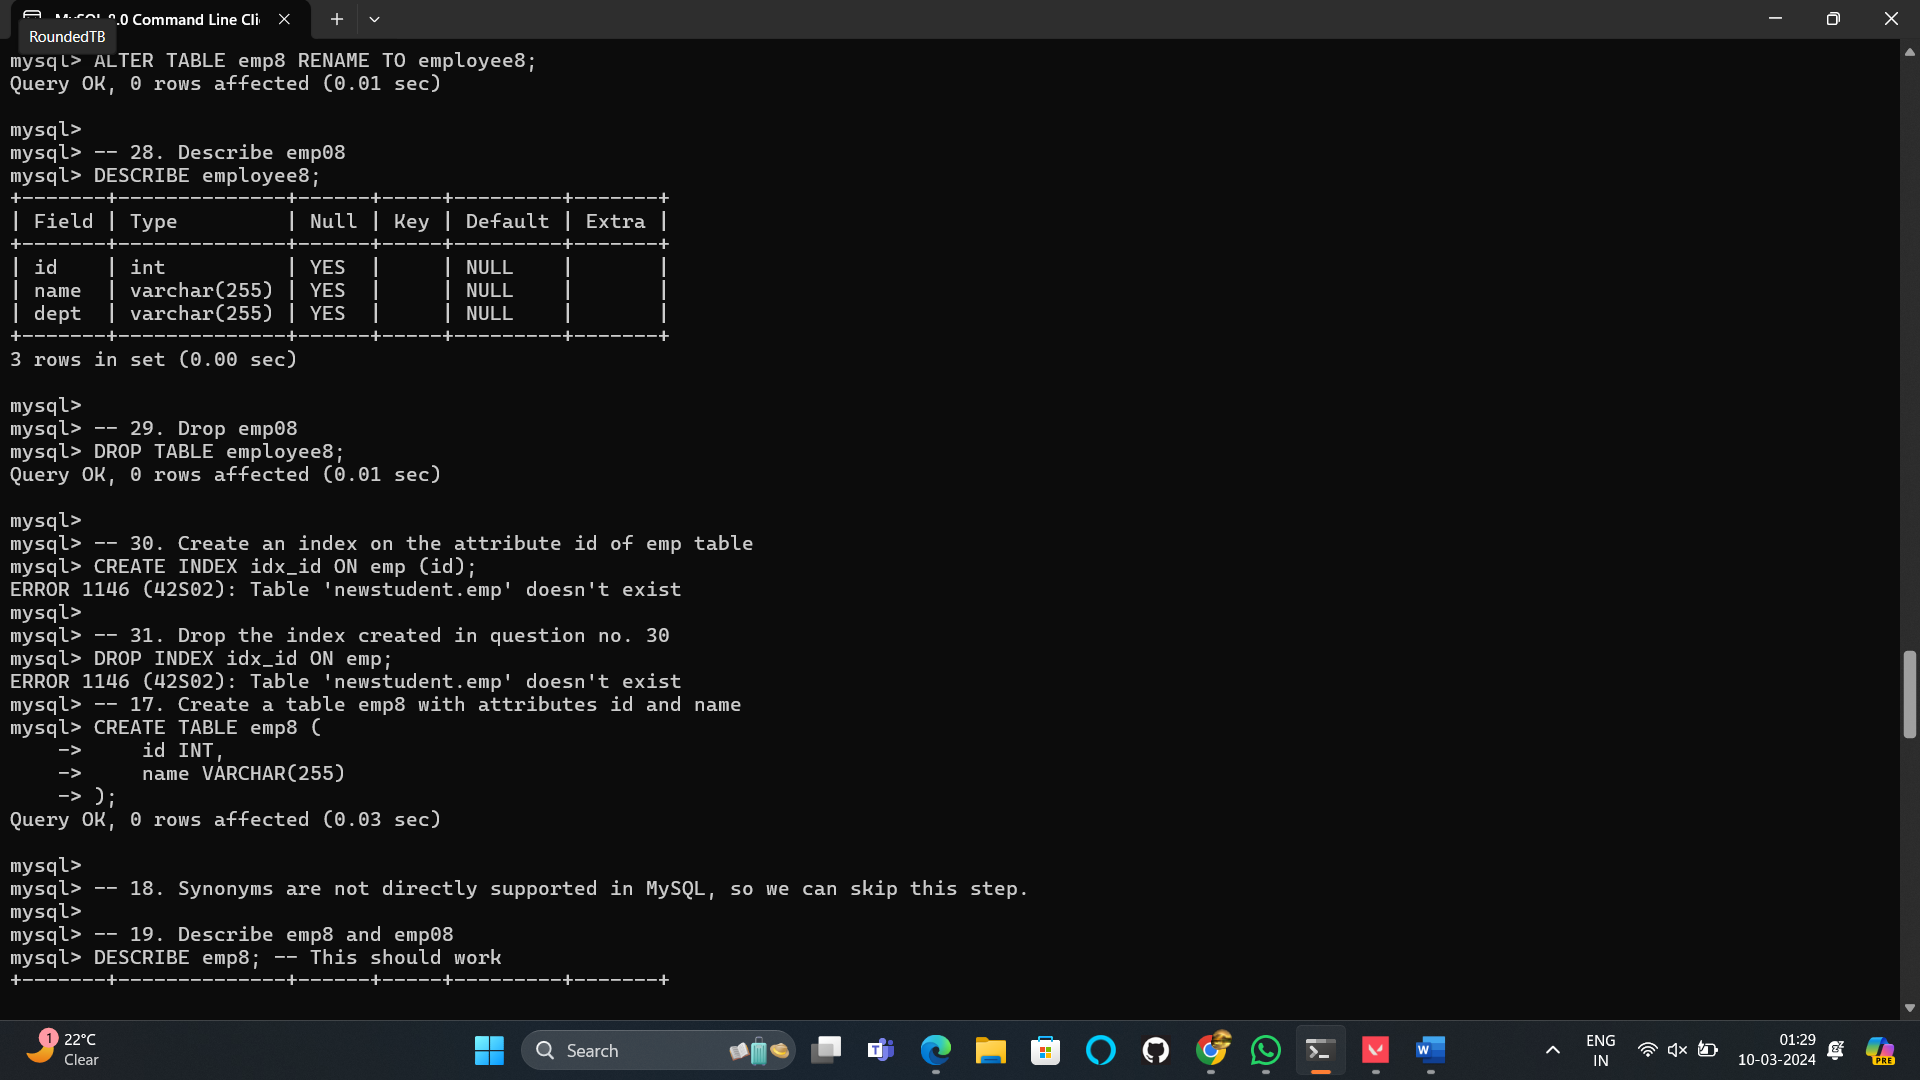 MySQL 8.0 Command Line Cli
RoundedTB
mysql> ALTER TABLE emp8 RENAME TO employee8;
Query OK, 0 rows affected (0.01 sec)
mysql>
mysql> -- 28. Describe emp08
mysql> DESCRIBE employee8;
+-------+--------------+------+-----+---------+-------+
| Field | Type         | Null | Key | Default | Extra |
+-------+--------------+------+-----+---------+-------+
| id    | int          | YES  |     | NULL    |       |
| name  | varchar(255) | YES  |     | NULL    |       |
| dept  | varchar(255) | YES  |     | NULL    |       |
+-------+--------------+------+-----+---------+-------+
3 rows in set (0.00 sec)
mysql>
mysql> -- 29. Drop emp08
mysql> DROP TABLE employee8;
Query OK, 0 rows affected (0.01 sec)
mysql>
mysql> -- 30. Create an index on the attribute id of emp table
mysql> CREATE INDEX idx_id ON emp (id);
ERROR 1146 (42S02): Table 'newstudent.emp' doesn't exist
mysql>
mysql> -- 31. Drop the index created in question no. 30
mysql> DROP INDEX idx_id ON emp;
ERROR 1146 (42S02): Table 'newstudent.emp' doesn't exist
mysql> -- 17. Create a table emp8 with attributes id and name
mysql> CREATE TABLE emp8 (
    ->     id INT,
    ->     name VARCHAR(255)
    -> );
Query OK, 0 rows affected (0.03 sec)
mysql>
mysql> -- 18. Synonyms are not directly supported in MySQL, so we can skip this step.
mysql>
mysql> -- 19. Describe emp8 and emp08
mysql> DESCRIBE emp8; -- This should work
+-------+--------------+------+-----+---------+-------+
1
22°C
Clear
Search
ENG
IN
01:29
10-03-2024
PRE